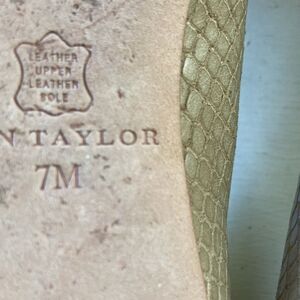 LEATHER
UPPER
LEATHER
SOLE
N TAYLOR
7M